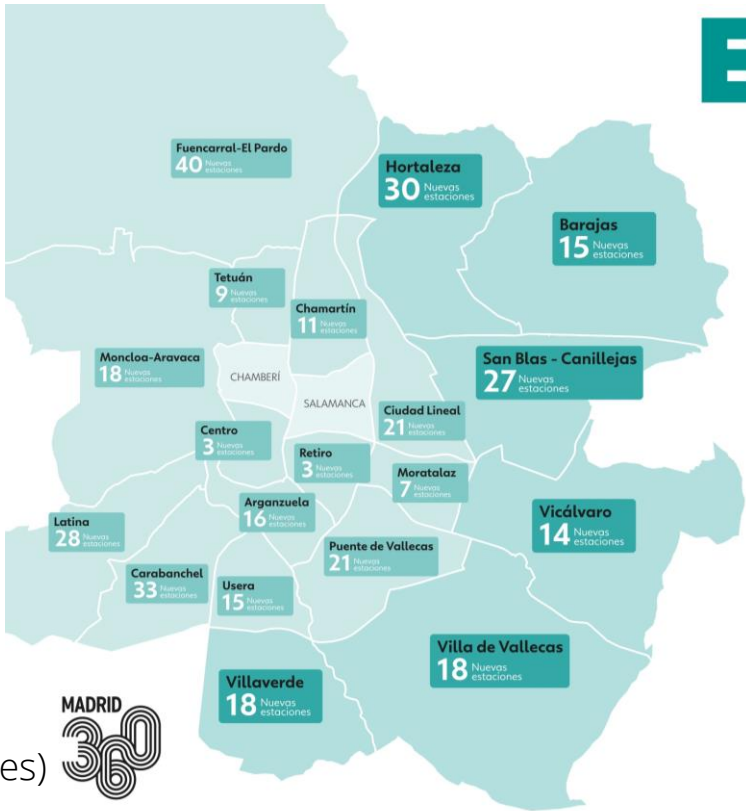 E
Fuencarral-El Pardo
40 Nuevas estaciones
Hortaleza
30 Nuevas estaciones
Barajas
15 Nuevas estaciones
Tetuán
9 Nuevas estaciones
Chamartín
11 Nuevas estaciones
Moncloa-Aravaca
18 Nuevas estaciones
CHAMBERÍ
SALAMANCA
San Blas - Canillejas
27 Nuevas estaciones
Ciudad Lineal
21 Nuevas estaciones
Centro
3 Nuevas estaciones
Retiro
3 Nuevas estaciones
Moratalaz
7 Nuevas estaciones
Arganzuela
16 Nuevas estaciones
Vicálvaro
14 Nuevas estaciones
Latina
28 Nuevas estaciones
Puente de Vallecas
21 Nuevas estaciones
Carabanchel
33 Nuevas estaciones
Usera
15 Nuevas estaciones
Villa de Vallecas
18 Nuevas estaciones
Villaverde
18 Nuevas estaciones
MADRID
360
es)